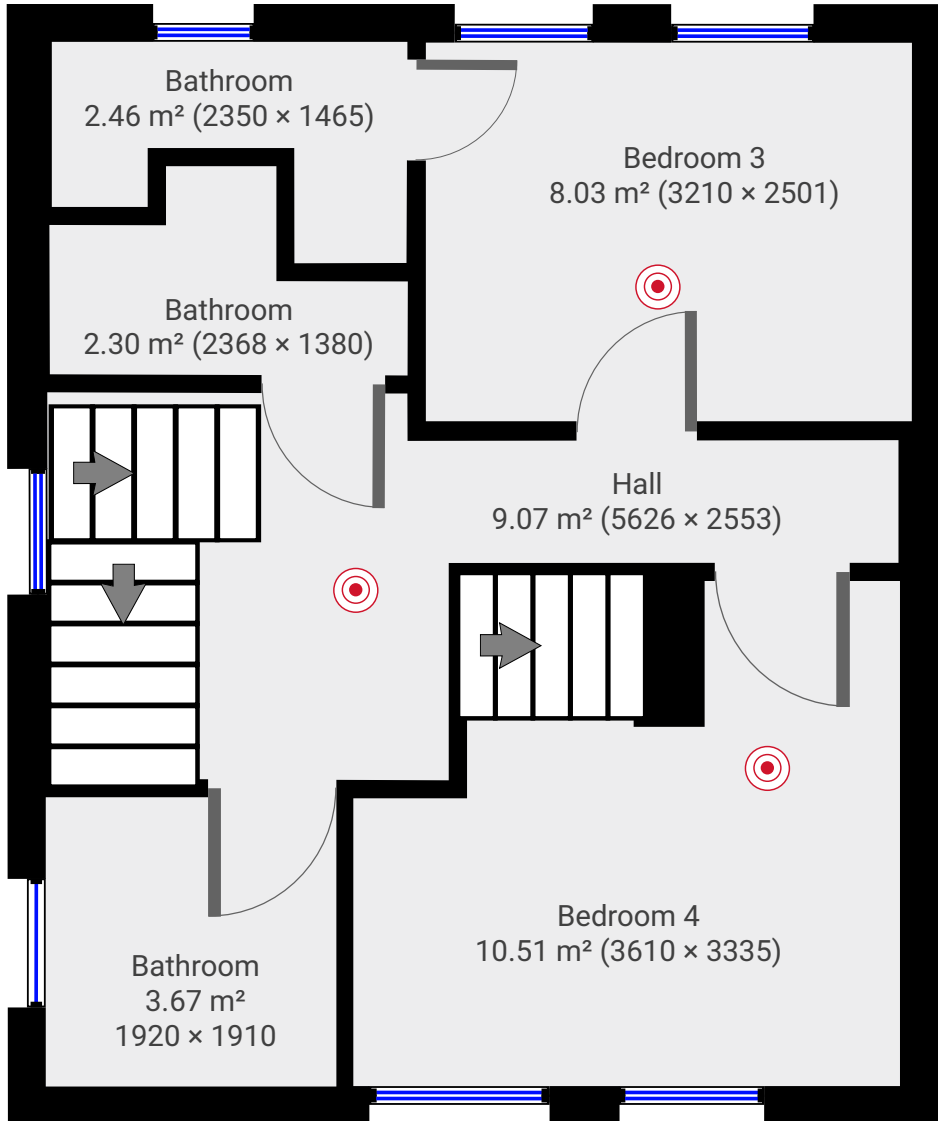 Bathroom
2.46 m² (2350 × 1465)
Bedroom 3
8.03 m² (3210 × 2501)
Bathroom
2.30 m² (2368 × 1380)
Hall
9.07 m² (5626 × 2553)
Bedroom 4
10.51 m² (3610 × 3335)
Bathroom
3.67 m²
1920 × 1910